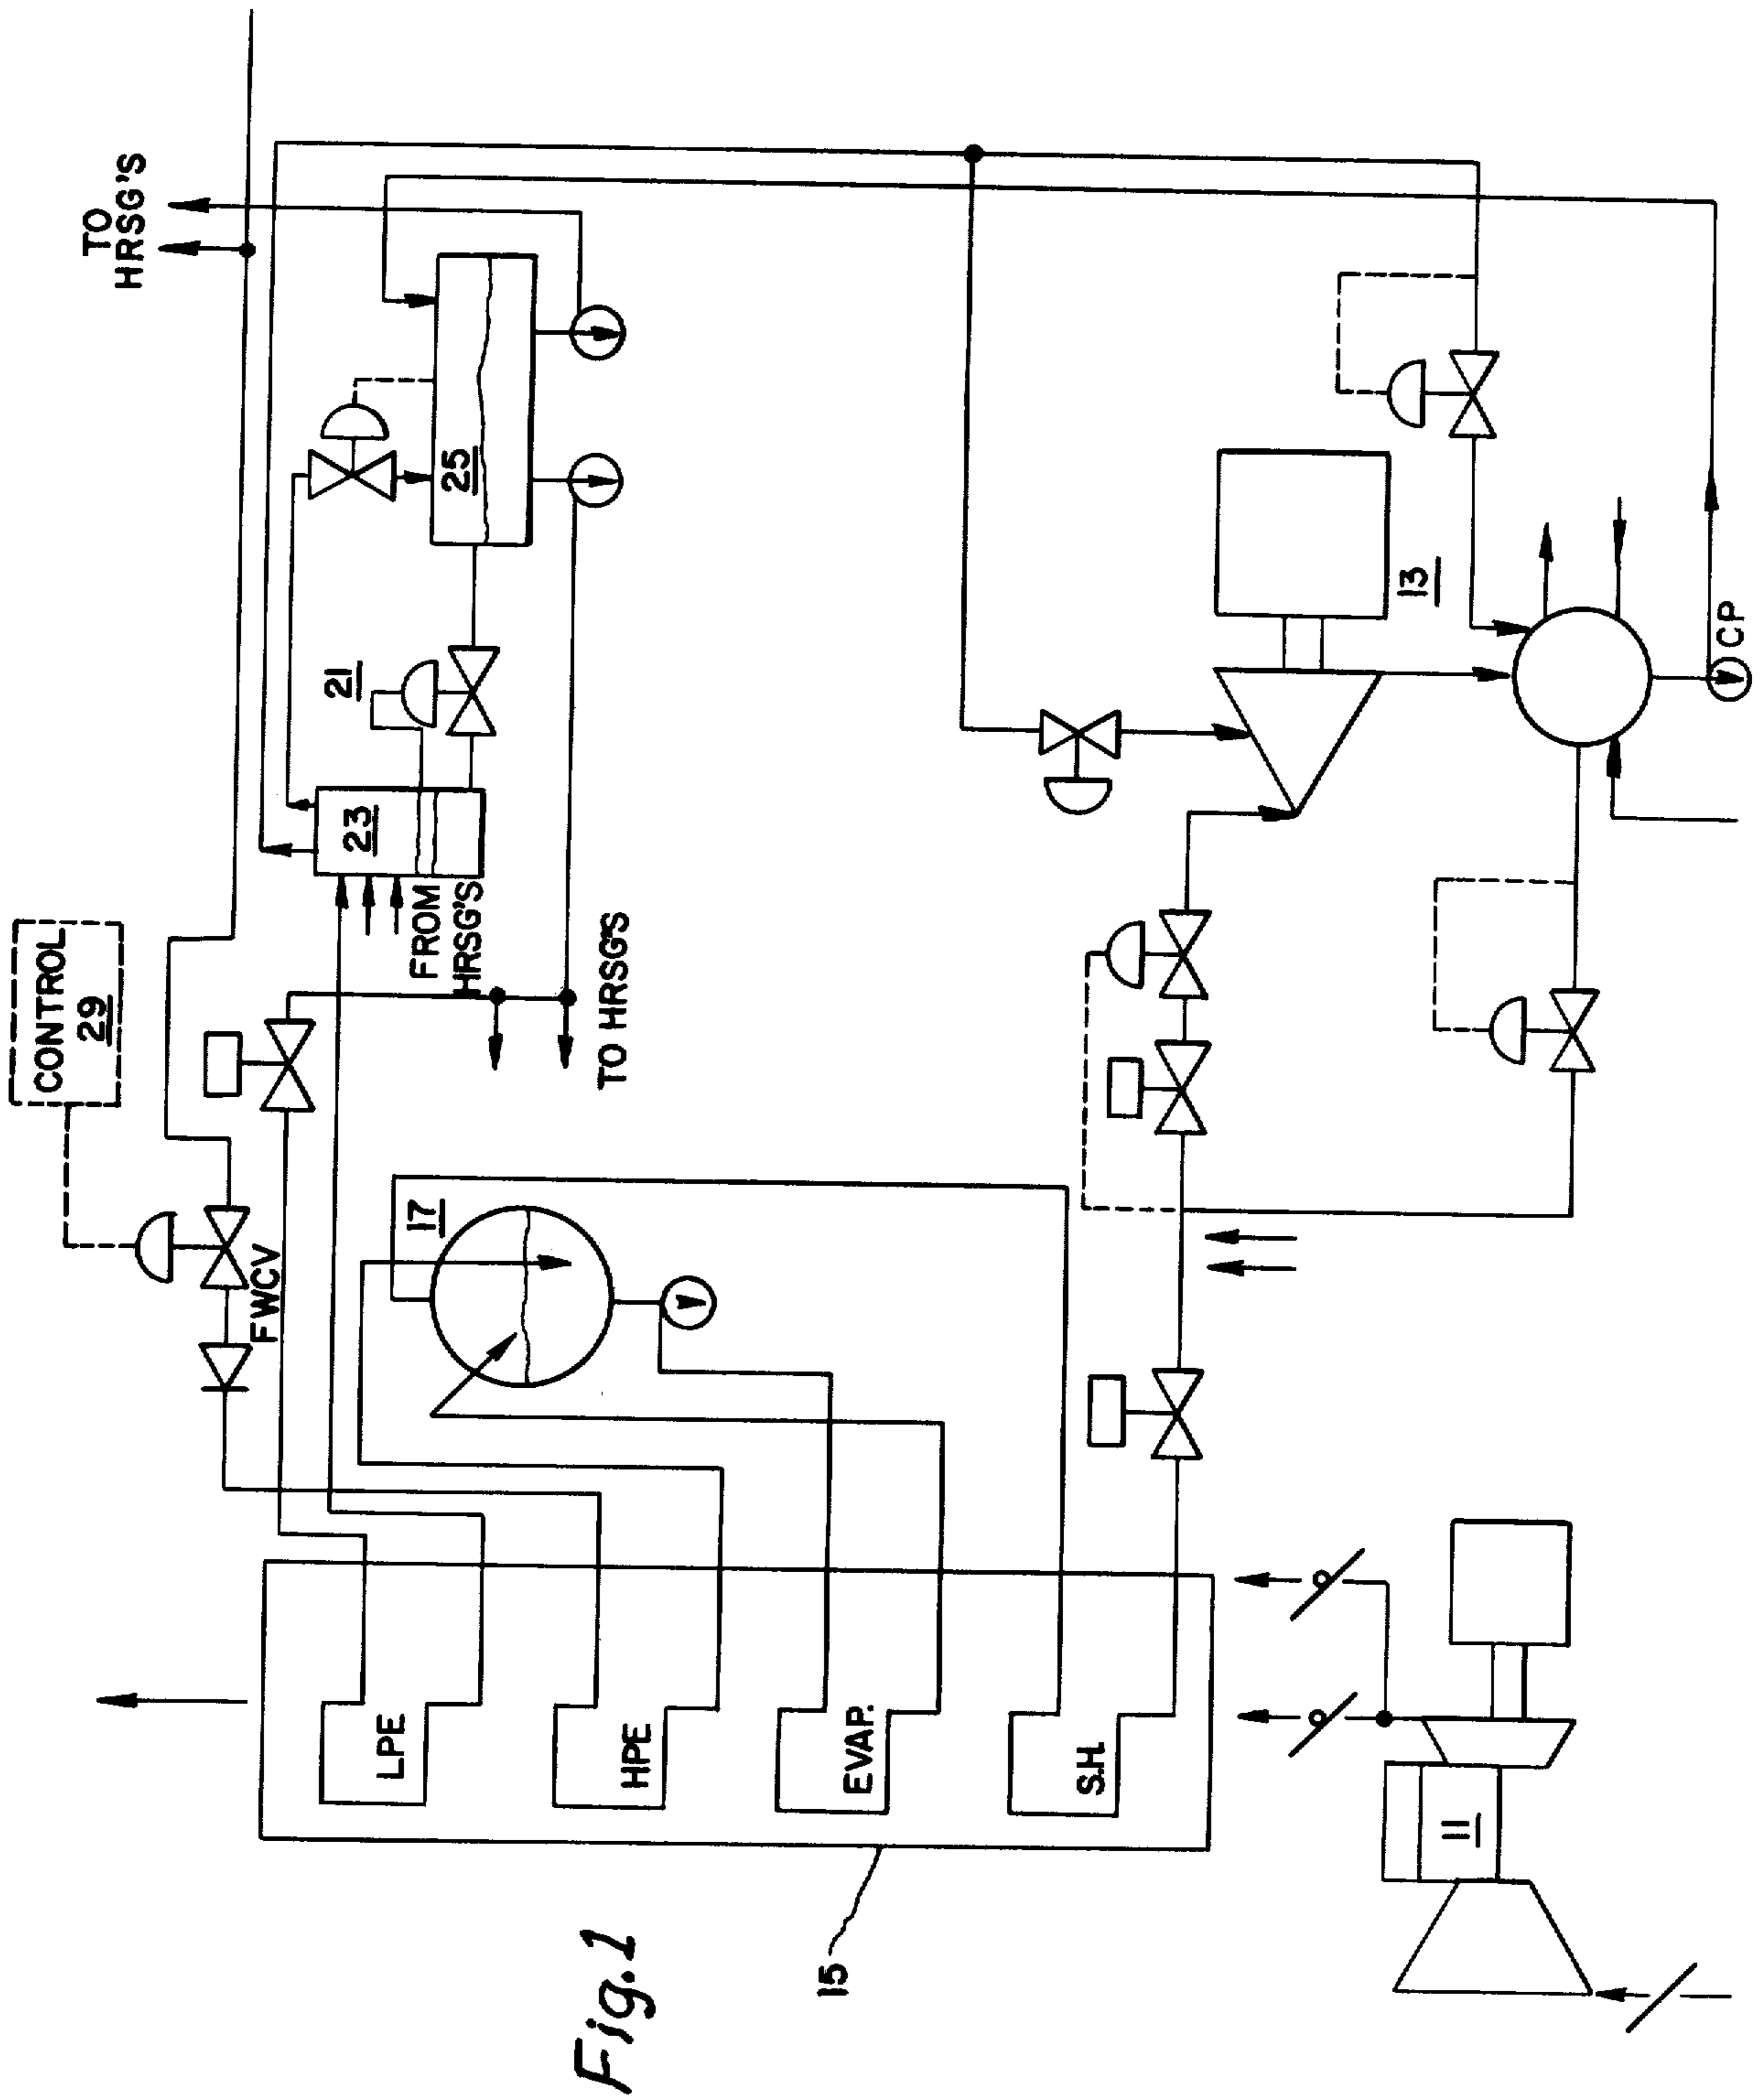 Fig.1
CONTROL
29
TO
HRSG'S
FWCV
21
23
25
FROM
HRSG'S
TO HRSG'S
17
LPE
HPE
EVAP.
S.H.
15
13
CP
11